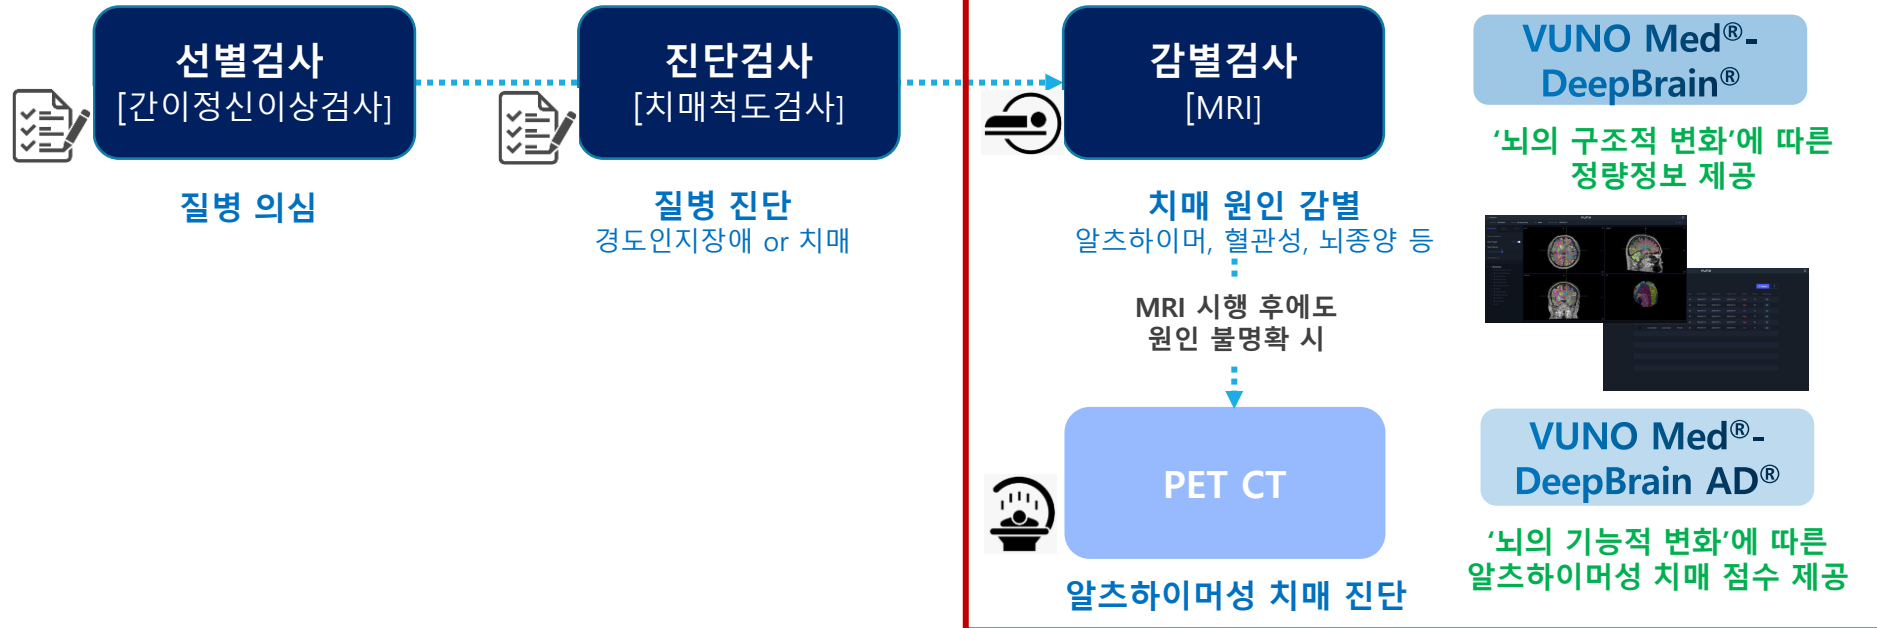 선별검사
[간이정신이상검사]
질병 의심
진단검사
[치매척도검사]
질병 진단
경도인지장애 or 치매
감별검사
[MRI]
치매 원인 감별
알츠하이머, 혈관성, 뇌종양 등
MRI 시행 후에도
원인 불명확 시
PET CT
알츠하이머성 치매 진단
VUNO Med®-
DeepBrain®
‘뇌의 구조적 변화’에 따른
정량정보 제공
VUNO Med®-
DeepBrain AD®
‘뇌의 기능적 변화’에 따른
알츠하이머성 치매 점수 제공